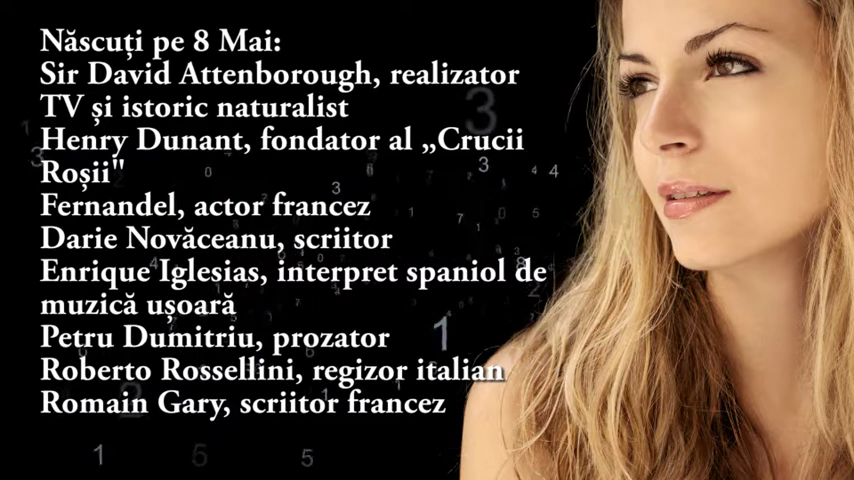 Născuți pe 8 Mai:
Sir David Attenborough, realizator
TV și istoric naturalist
Henry Dunant, fondator al „Crucii
Roșii"
Fernandel, actor francez
Darie Novăceanu, scriitor
Enrique Iglesias, interpret spaniol de
muzică ușoară
Petru Dumitriu, prozator
Roberto Rossellini, regizor italian
Romain Gary, scriitor francez